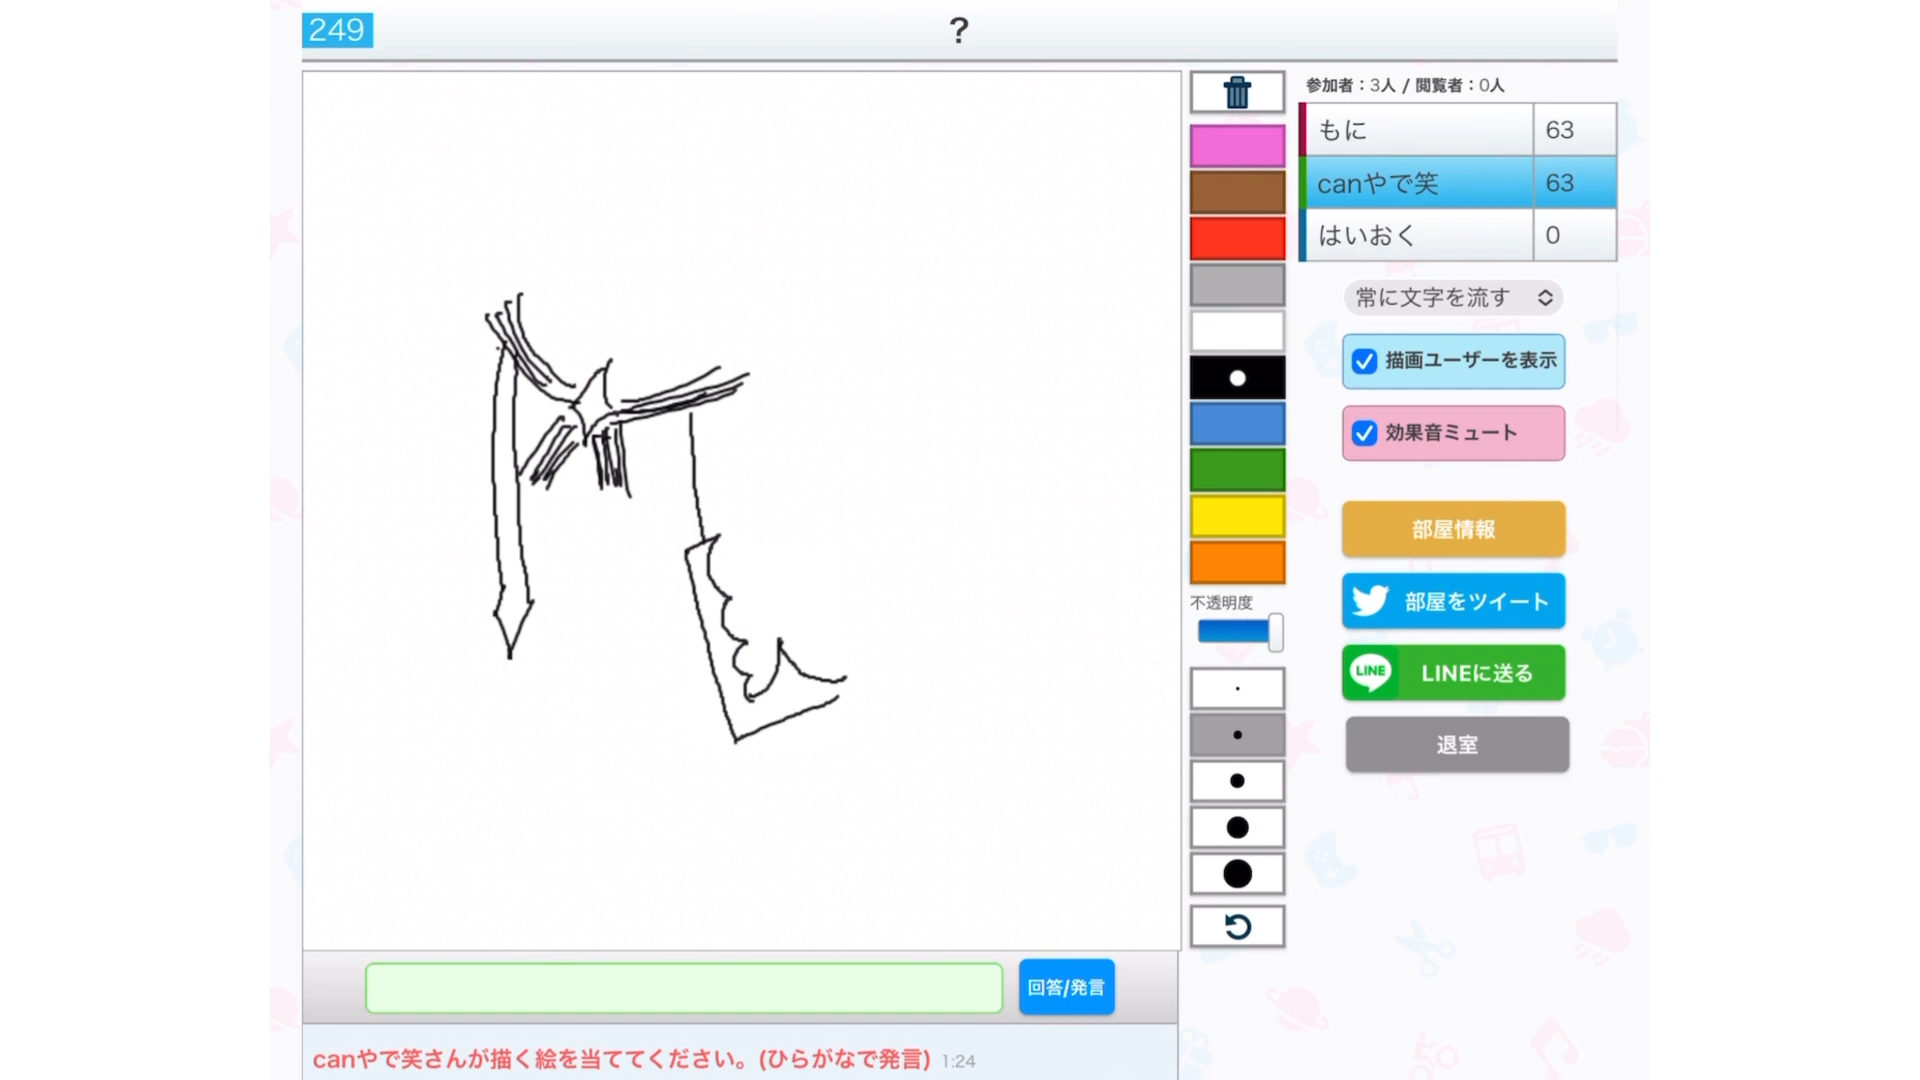 249
?
参加者：3人 / 閲覧者：0人
もに 63
canやで笑 63
はいおく 0
常に文字を流す
描画ユーザーを表示
効果音ミュート
部屋情報
部屋をツイート
LINE LINEに送る
退室
不透明度
回答/発言
canやで笑さんが描く絵を当ててください。(ひらがなで発言) 1:24